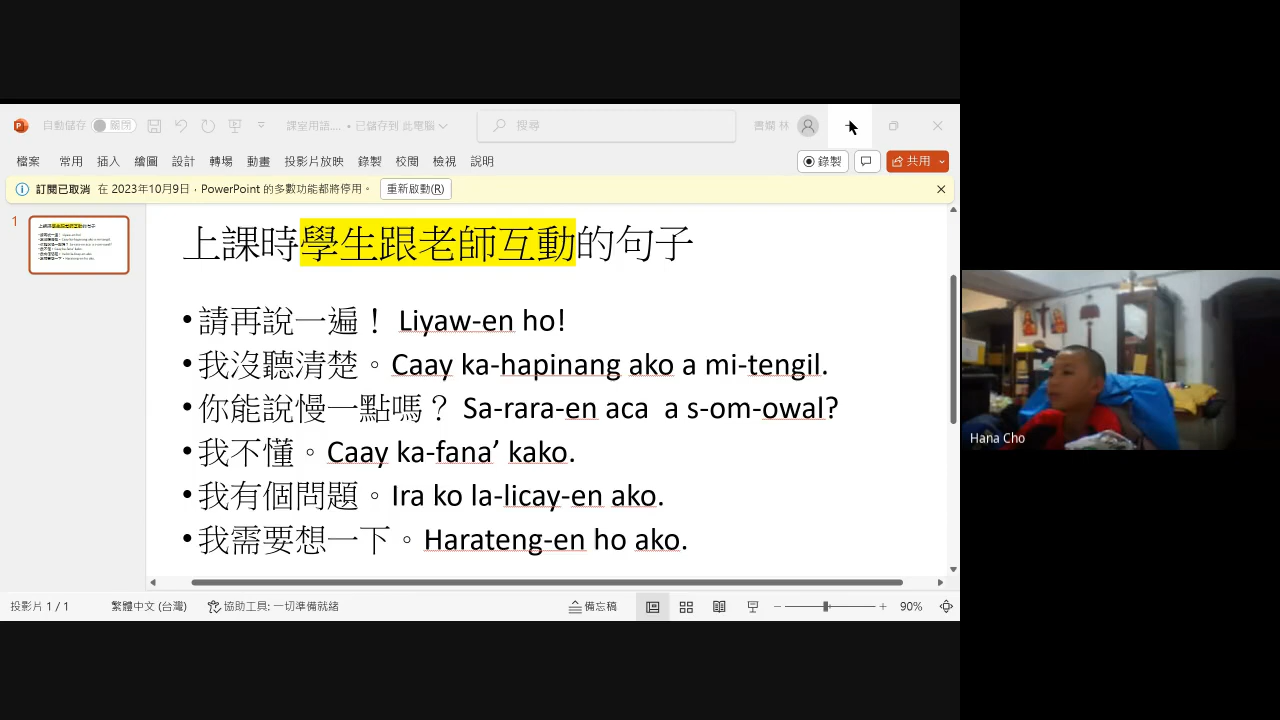 自動儲存 關閉 課室用語.... • 已儲存到 此電腦 搜尋
檔案 常用 插入 繪圖 設計 轉場 動畫 投影片放映 錄製 校閱 檢視 說明 錄製 共用
訂閱已取消 在 2023年10月9日，PowerPoint 的多數功能都將停用。 重新啟動(R)
1
上課時學生跟老師互動的句子
• 請再說一遍！ Liyaw-en ho!
• 我沒聽清楚。Caay ka-hapinang ako a mi-tengil.
• 你能說慢一點嗎？ Sa-rara-en aca a s-om-owal?
• 我不懂。Caay ka-fana’ kako.
• 我有個問題。Ira ko la-licay-en ako.
• 我需要想一下。Harateng-en ho ako.
Hana Cho
投影片 1 / 1 繁體中文 (台灣) 協助工具: 一切準備就緒 備忘稿 90%